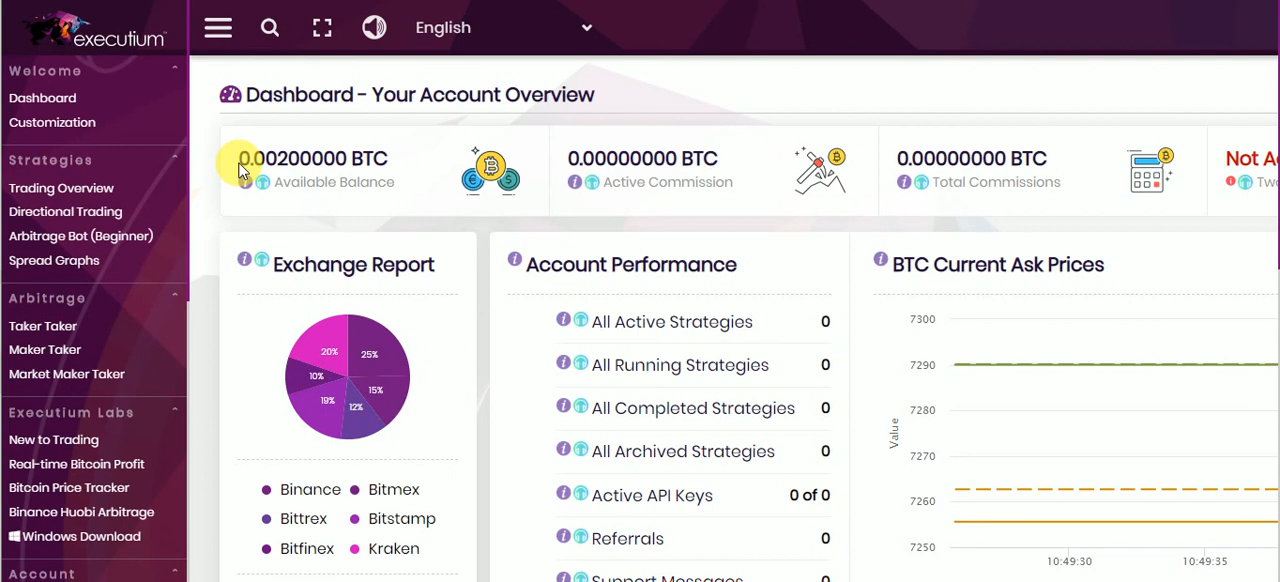 executium
English
Welcome
Dashboard
Customization
Strategies
Trading Overview
Directional Trading
Arbitrage Bot (Beginner)
Spread Graphs
Arbitrage
Taker Taker
Maker Taker
Market Maker Taker
Executium Labs
New to Trading
Real-time Bitcoin Profit
Bitcoin Price Tracker
Binance Huobi Arbitrage
Windows Download
Account
Dashboard - Your Account Overview
0.00200000 BTC
Available Balance
0.00000000 BTC
Active Commission
0.00000000 BTC
Total Commissions
Not
Exchange Report
20%
25%
10%
15%
19%
12%
Binance
Bitmex
Bittrex
Bitstamp
Bitfinex
Kraken
Account Performance
All Active Strategies 0
All Running Strategies 0
All Completed Strategies 0
All Archived Strategies 0
Active API Keys 0 of 0
Referrals 0
Support Messages 0
BTC Current Ask Prices
7300
7290
7280
7270
7260
7250
Value
10:49:30
10:49:35